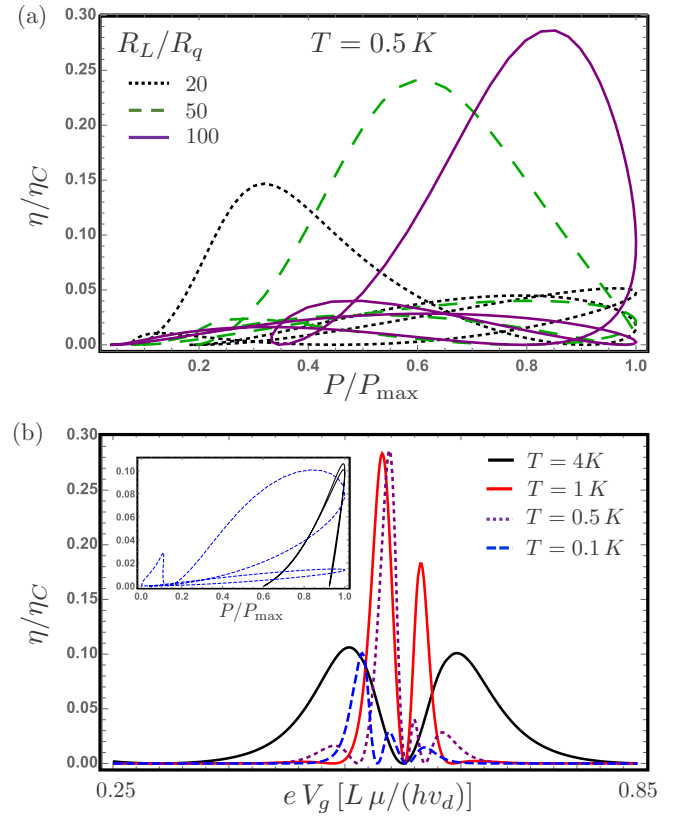 (a)
0.30
0.25
0.20
0.15
0.10
0.05
0.00
η/η_C
R_L/R_q
20
50
100
T = 0.5 K
0.2
0.4
0.6
0.8
1.0
P/P_max
(b)
0.30
0.25
0.20
0.15
0.10
0.05
0.00
η/η_C
0.10
0.08
0.06
0.04
0.02
0.00
0.0
0.2
0.4
0.6
0.8
1.0
P/P_max
T = 4K
T = 1 K
T = 0.5 K
T = 0.1 K
0.25
0.85
e V_g [L μ/(hv_d)]